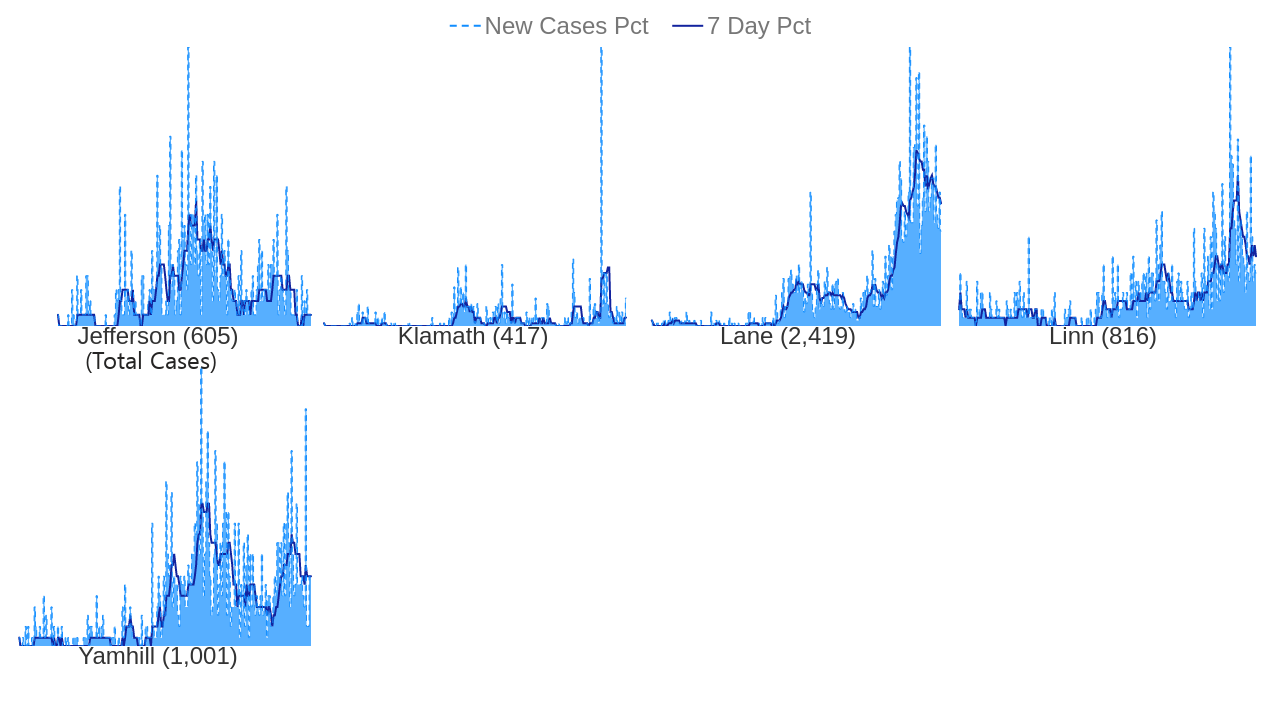 New Cases Pct 7 Day Pct
Jefferson (605) Klamath (417) Lane (2,419) Linn (816)
(Total Cases)
Yamhill (1,001)